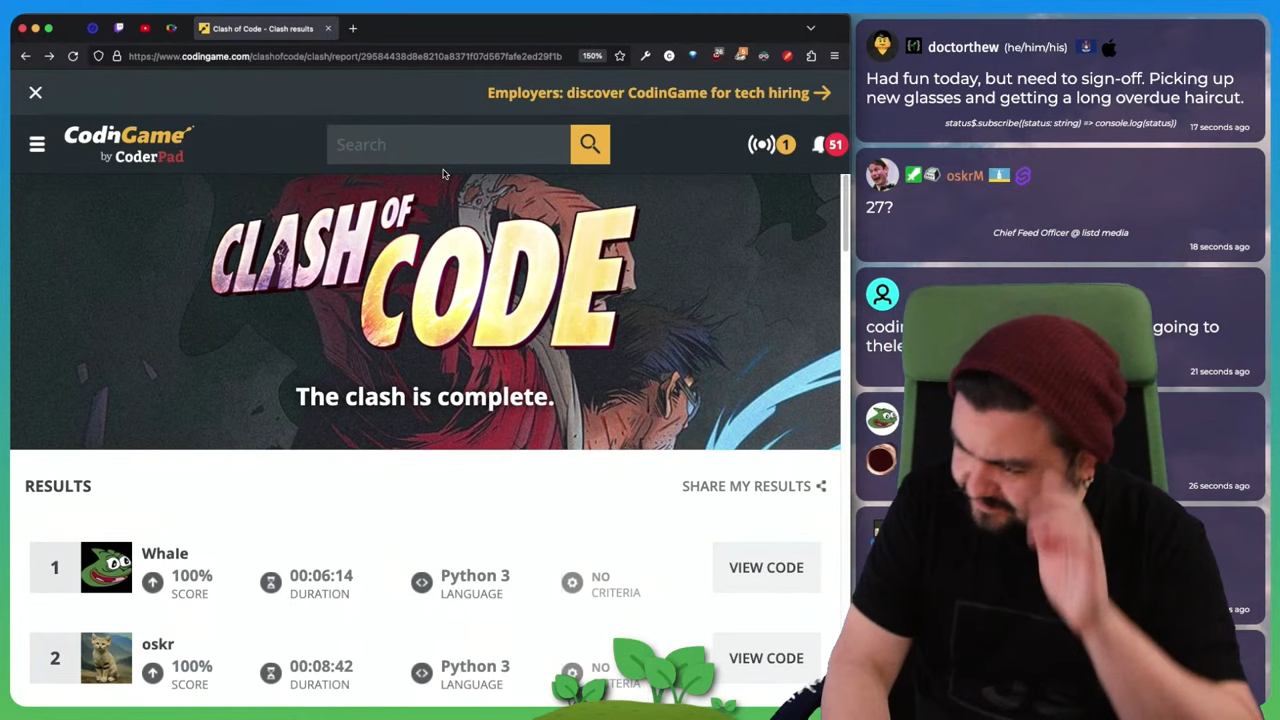 Clash of Code - Clash results
https://www.codingame.com/clashofcode/clash/report/29584438d8e8210a8371f07d567fafe2ed29f1b
150%
Employers: discover CodinGame for tech hiring
CodinGame
by CoderPad
Search
1
51
CLASH OF CODE
The clash is complete.
RESULTS
SHARE MY RESULTS
1
Whale
100%
SCORE
00:06:14
DURATION
Python 3
LANGUAGE
NO
CRITERIA
VIEW CODE
2
oskr
100%
SCORE
00:08:42
DURATION
Python 3
LANGUAGE
VIEW CODE
doctorthew (he/him/his)
Had fun today, but need to sign-off. Picking up
new glasses and getting a long overdue haircut.
status$.subscribe((status: string) => console.log(status))
17 seconds ago
oskrM
27?
Chief Feed Officer @ listd media
18 seconds ago
going to
21 seconds ago
26 seconds ago